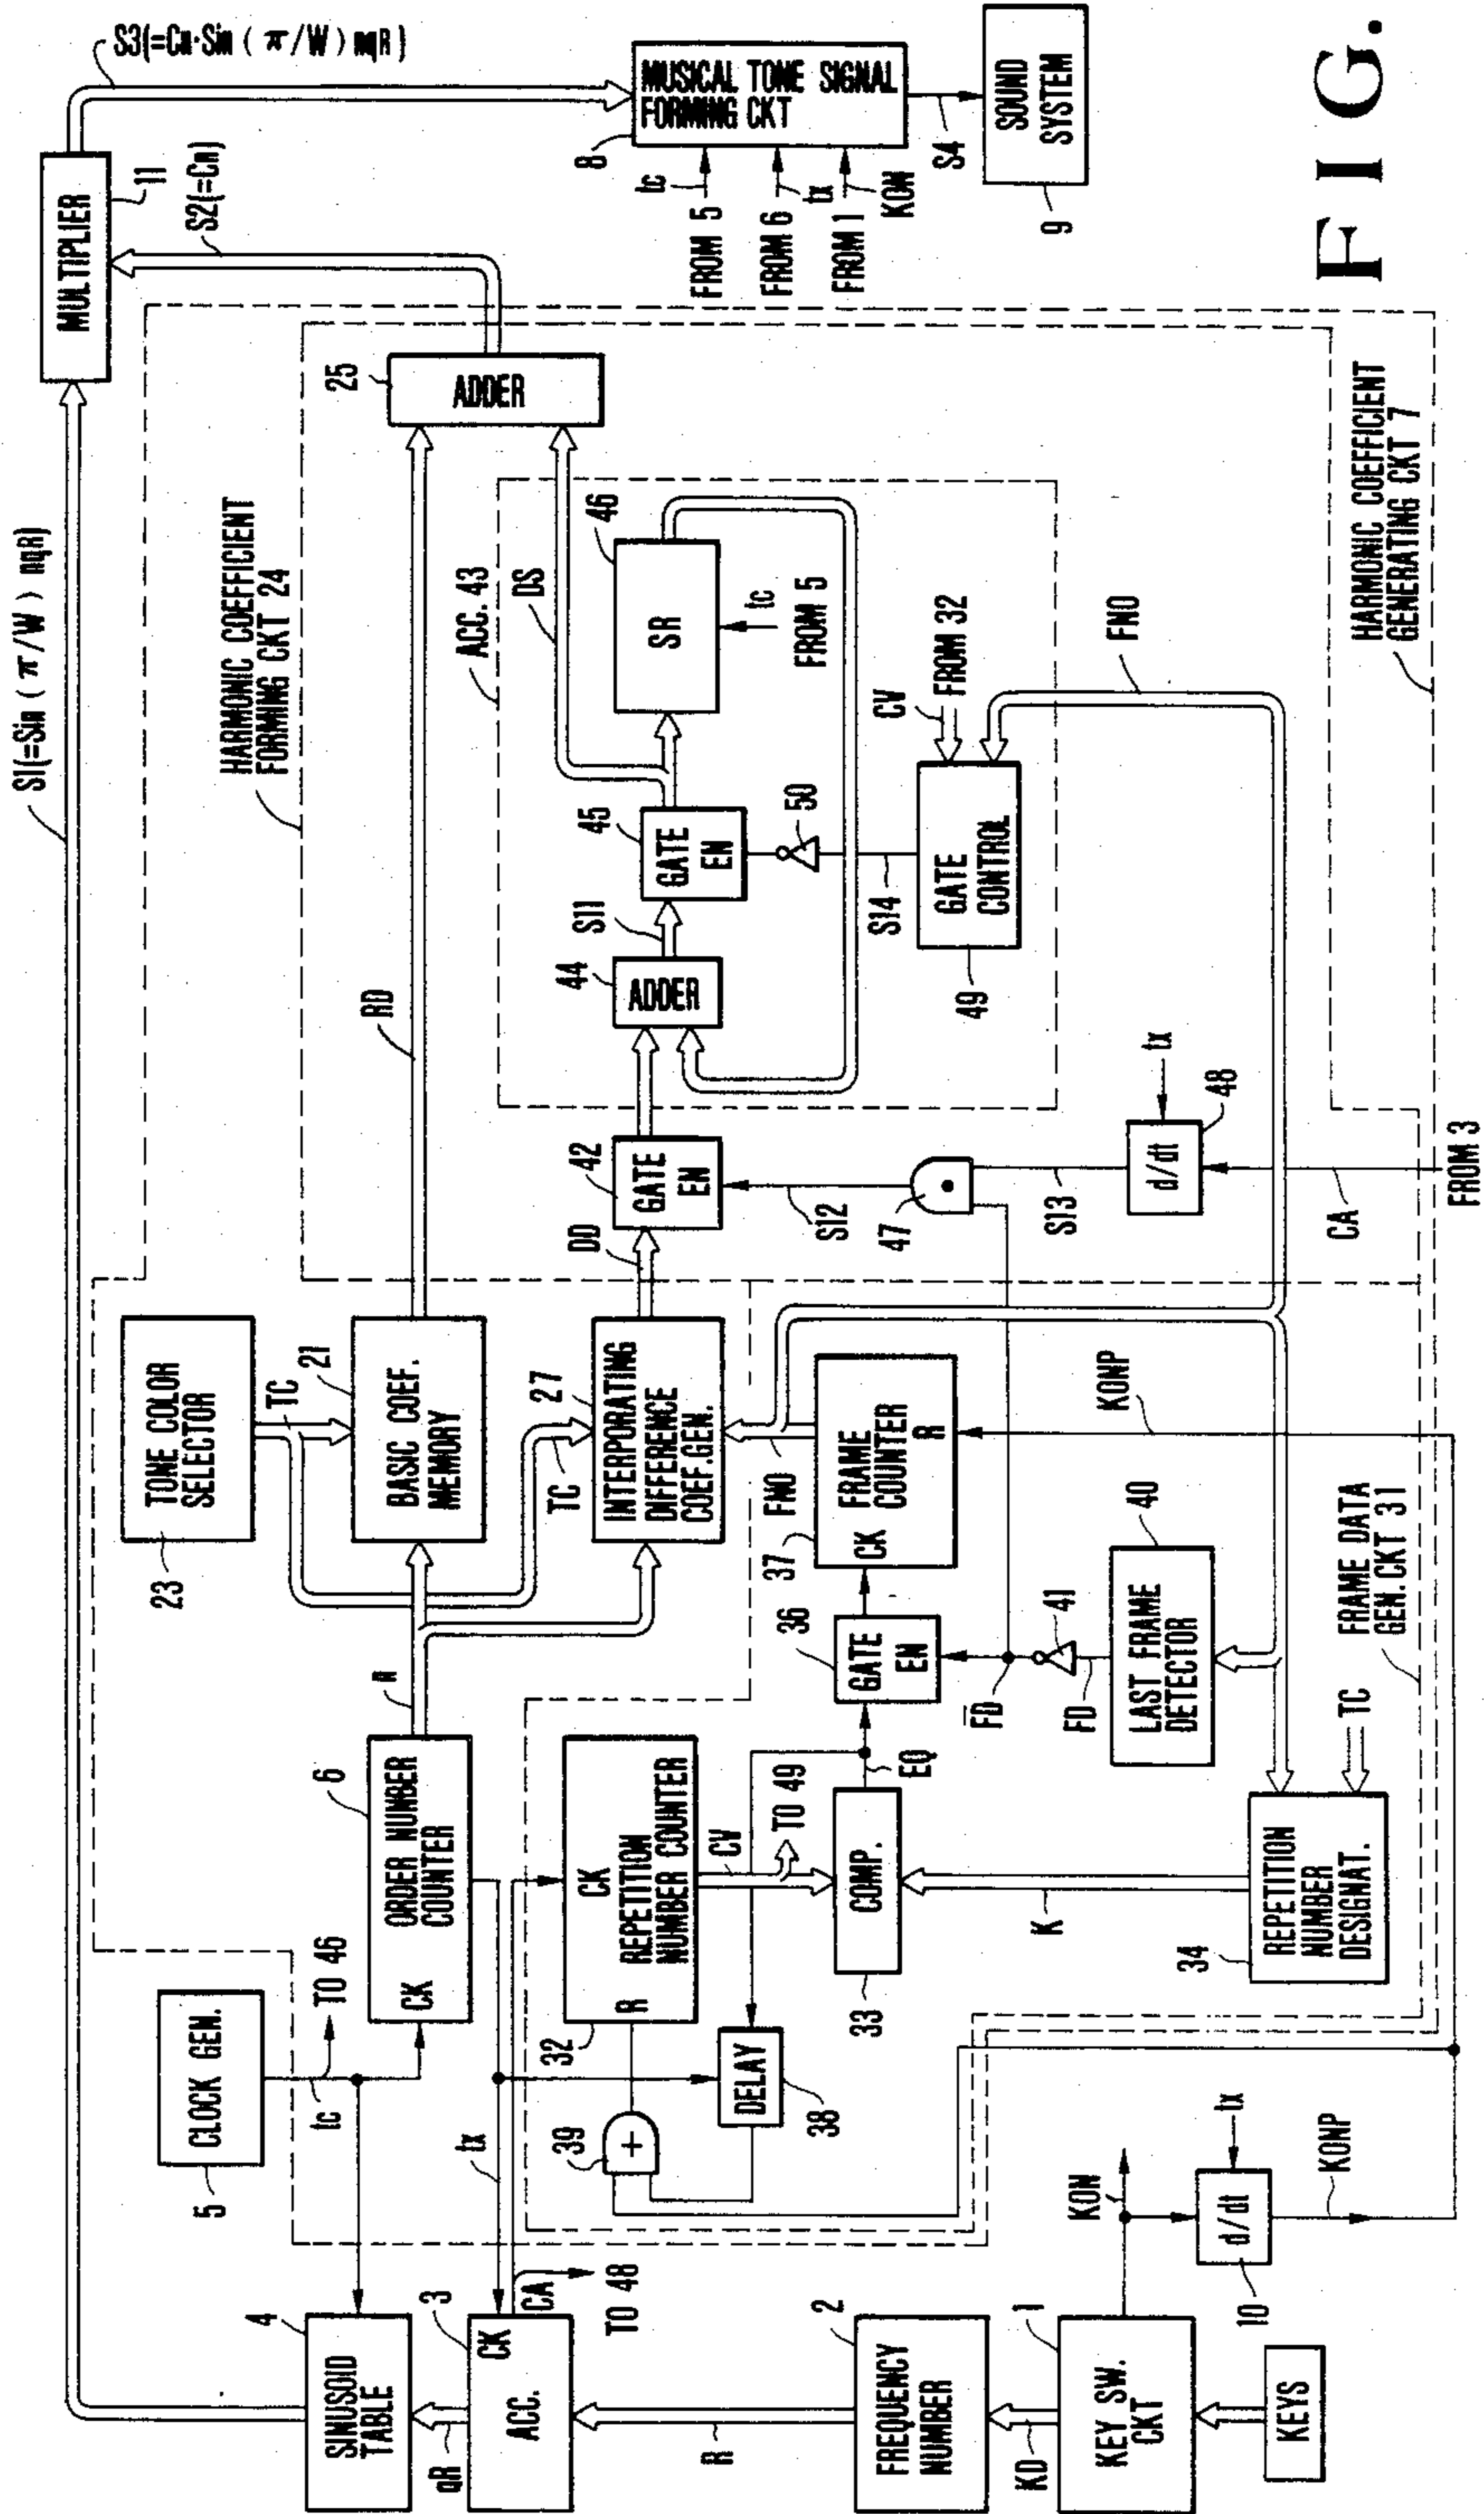 S1(=Sin (π/W) nqR)
MULTIPLIER
11
S3(=Cn·Sin (π/W) nqR)
S2(=Cn)
MUSICAL TONE SIGNAL
FORMING CKT
8
tc
FROM 5
FROM 6
tx
FROM 1
KON
S4
SOUND
SYSTEM
9
F I G.
HARMONIC COEFFICIENT
FORMING CKT 24
25
ADDER
RD
ACC. 43
DS
46
SR
tc
FROM 5
45
GATE
EN
50
S11
44
ADDER
S14
GATE
CONTROL
49
CV
FROM 32
FNO
HARMONIC COEFFICIENT
GENERATING CKT 7
42
GATE
EN
DD
S12
47
S13
d/dt
48
tx
CA
FROM 3
TONE COLOR
SELECTOR
23
TC
21
BASIC COEF.
MEMORY
27
TC
INTERPORATING
DIFFERENCE
COEF.GEN.
FNO
37
FRAME
COUNTER
CK
R
KONP
36
GATE
EN
FD
41
FD
40
LAST FRAME
DETECTOR
FRAME DATA
GEN.CKT 31
CLOCK GEN.
5
tc
TO 46
6
ORDER NUMBER
COUNTER
CK
n
CK
REPETITION
NUMBER COUNTER
R
32
CV
TO 49
COMP.
33
EQ
K
REPETITION
NUMBER
DESIGNAT.
34
TC
tx
39
+
DELAY
38
4
SINUSOID
TABLE
qR
3
CK
ACC.
CA
TO 48
R
2
FREQUENCY
NUMBER
KD
1
KEY SW.
CKT
KEYS
KON
d/dt
10
tx
KONP